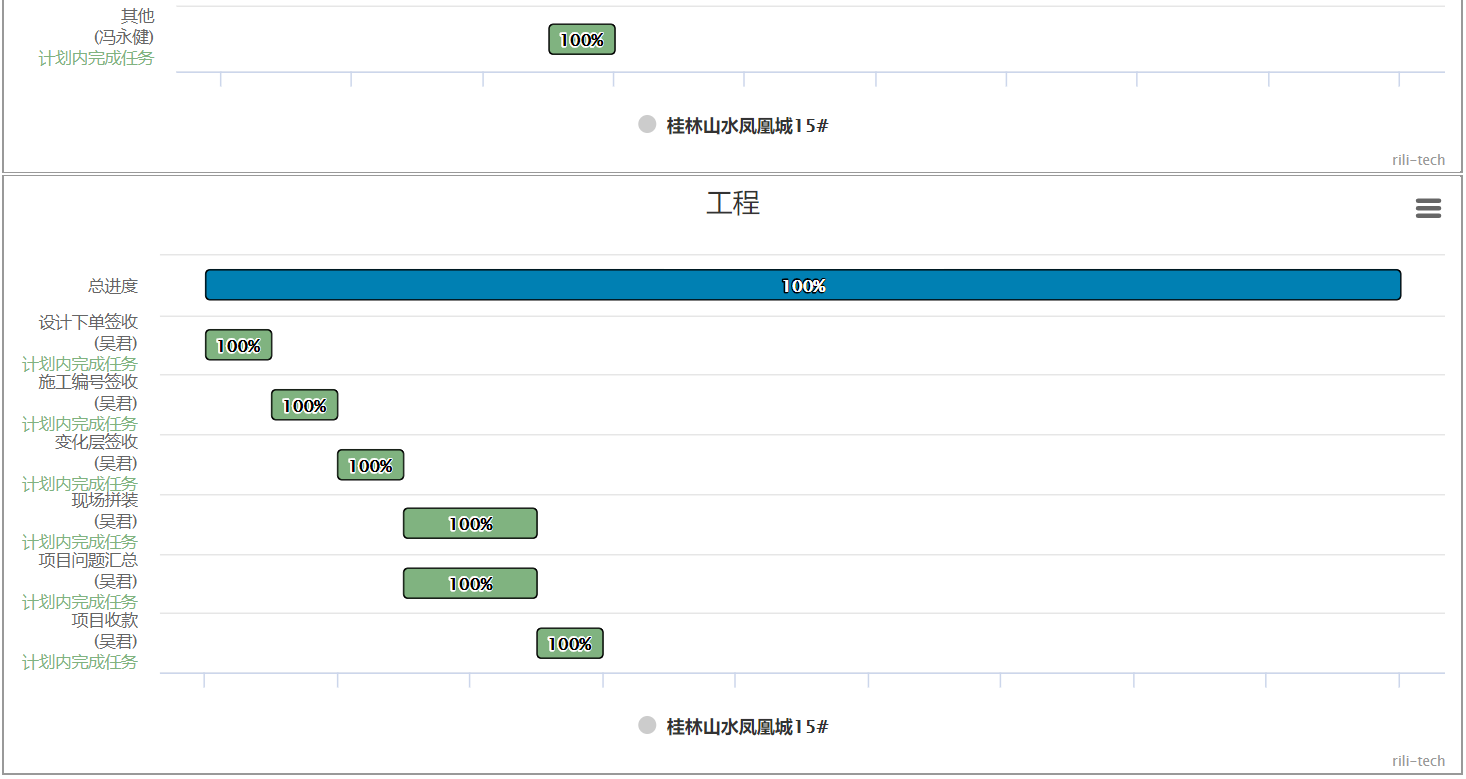 其他
(冯永健)
计划内完成任务
100%
桂林山水凤凰城15#
rili-tech
工程
总进度
100%
设计下单签收
(吴君)
计划内完成任务
100%
施工编号签收
(吴君)
计划内完成任务
100%
变化层签收
(吴君)
计划内完成任务
100%
现场拼装
(吴君)
计划内完成任务
100%
项目问题汇总
(吴君)
计划内完成任务
100%
项目收款
(吴君)
计划内完成任务
100%
桂林山水凤凰城15#
rili-tech